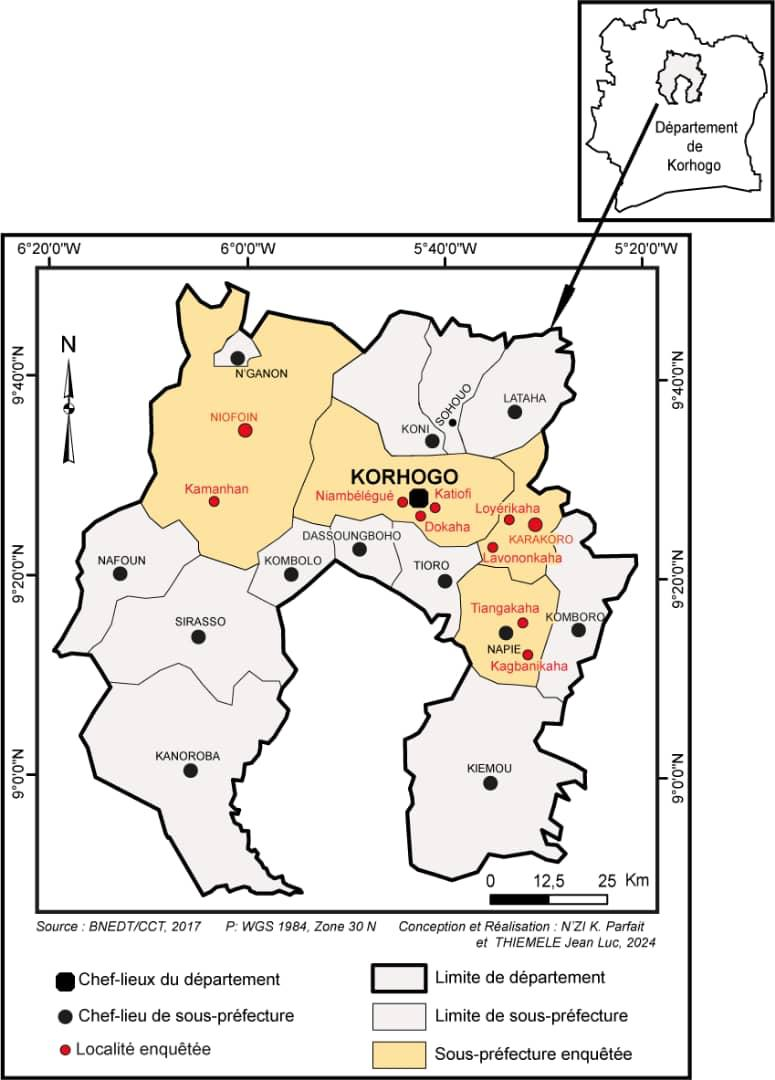 Département
de
Korhogo
6°20'0"W 6°00'W 5°40'0"W 5°20'0"W
N
9°40'0"N
9°40'0"N
N'GANON
NIOFOIN
Kamanhan
KONI
SOHOUO
LATAHA
KORHOGO
Niambélégué
Katiofi
Dokaha
Loyérikaha
KARAKORO
Lavononkaha
DASSOUNGBOHO
NAFOUN
KOMBOLO
TIORO
9°20'0"N
9°20'0"N
SIRASSO
Tiangakaha
KOMBORO
NAPIE
Kagbanikaha
KANOROBA
KIEMOU
9°0'0"N
9°0'0"N
0 12,5 25 Km
Source : BNEDT/CCT, 2017 P: WGS 1984, Zone 30 N Conception et Réalisation : N'ZI K. Parfait
et THIEMELE Jean Luc, 2024
Chef-lieux du département
Limite de département
Chef-lieu de sous-préfecture
Limite de sous-préfecture
Localité enquêtée
Sous-préfecture enquêtée